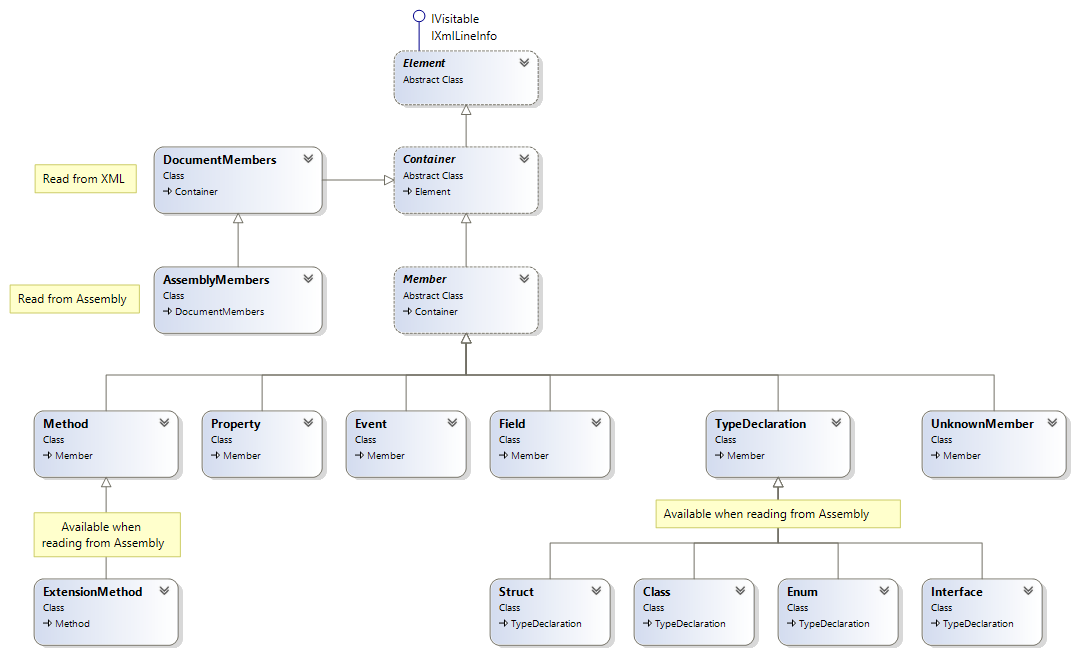 IVisitable
IXmlLineInfo
Element
Abstract Class
DocumentMembers
Class
Container
Container
Abstract Class
Element
Read from XML
AssemblyMembers
Class
DocumentMembers
Member
Abstract Class
Container
Read from Assembly
Method
Class
Member
Property
Class
Member
Event
Class
Member
Field
Class
Member
TypeDeclaration
Class
Member
UnknownMember
Class
Member
Available when
reading from Assembly
Available when reading from Assembly
ExtensionMethod
Class
Method
Struct
Class
TypeDeclaration
Class
Class
TypeDeclaration
Enum
Class
TypeDeclaration
Interface
Class
TypeDeclaration